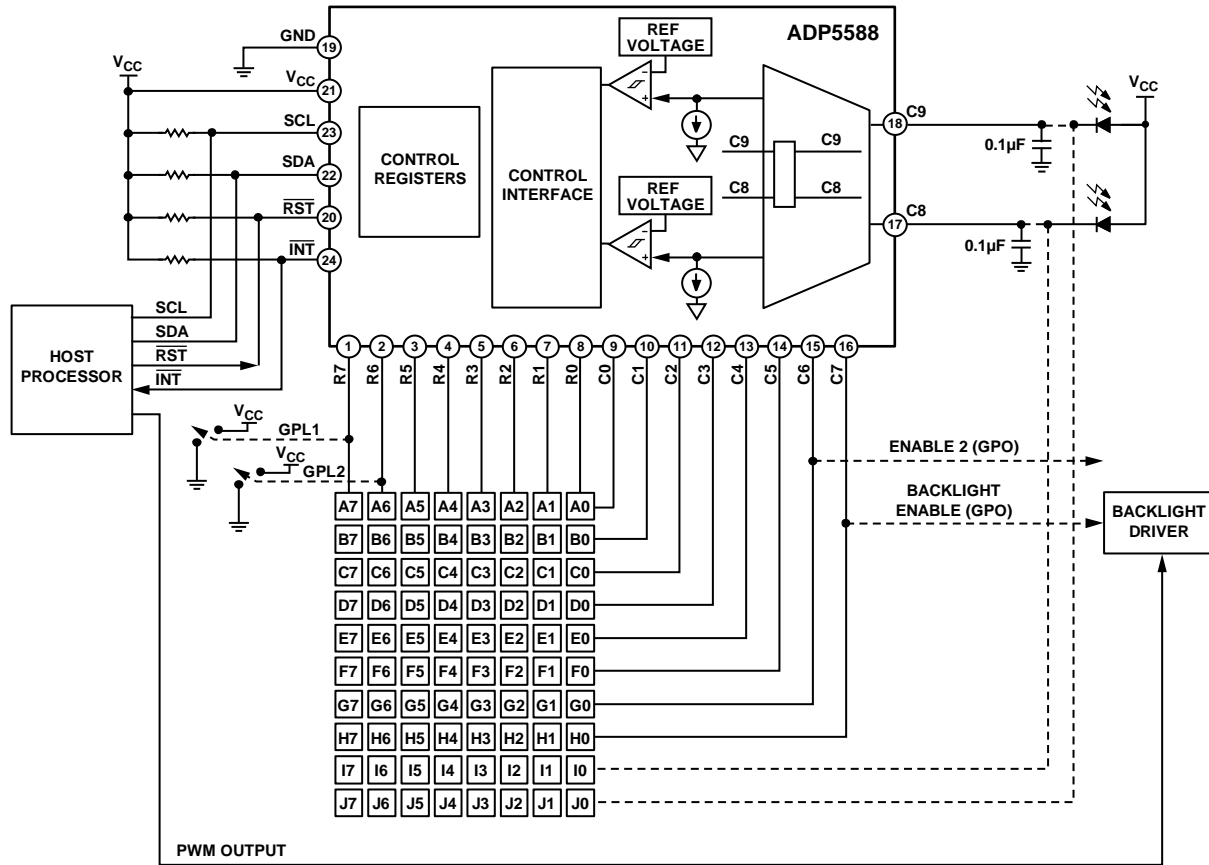 ADP5588
GND
19
VCC
VCC
21
SCL
23
SDA
22
RST
20
INT
24
CONTROL
REGISTERS
CONTROL
INTERFACE
REF
VOLTAGE
−
+
REF
VOLTAGE
−
+
C9
C9
C8
C8
18
C9
17
C8
0.1µF
0.1µF
VCC
HOST
PROCESSOR
SCL
SDA
RST
INT
1 2 3 4 5 6 7 8 9 10 11 12 13 14 15 16
R7 R6 R5 R4 R3 R2 R1 R0 C0 C1 C2 C3 C4 C5 C6 C7
VCC
GPL1
VCC
GPL2
ENABLE 2 (GPO)
BACKLIGHT
ENABLE (GPO)
BACKLIGHT
DRIVER
A7 A6 A5 A4 A3 A2 A1 A0
B7 B6 B5 B4 B3 B2 B1 B0
C7 C6 C5 C4 C3 C2 C1 C0
D7 D6 D5 D4 D3 D2 D1 D0
E7 E6 E5 E4 E3 E2 E1 E0
F7 F6 F5 F4 F3 F2 F1 F0
G7 G6 G5 G4 G3 G2 G1 G0
H7 H6 H5 H4 H3 H2 H1 H0
I7 I6 I5 I4 I3 I2 I1 I0
J7 J6 J5 J4 J3 J2 J1 J0
PWM OUTPUT